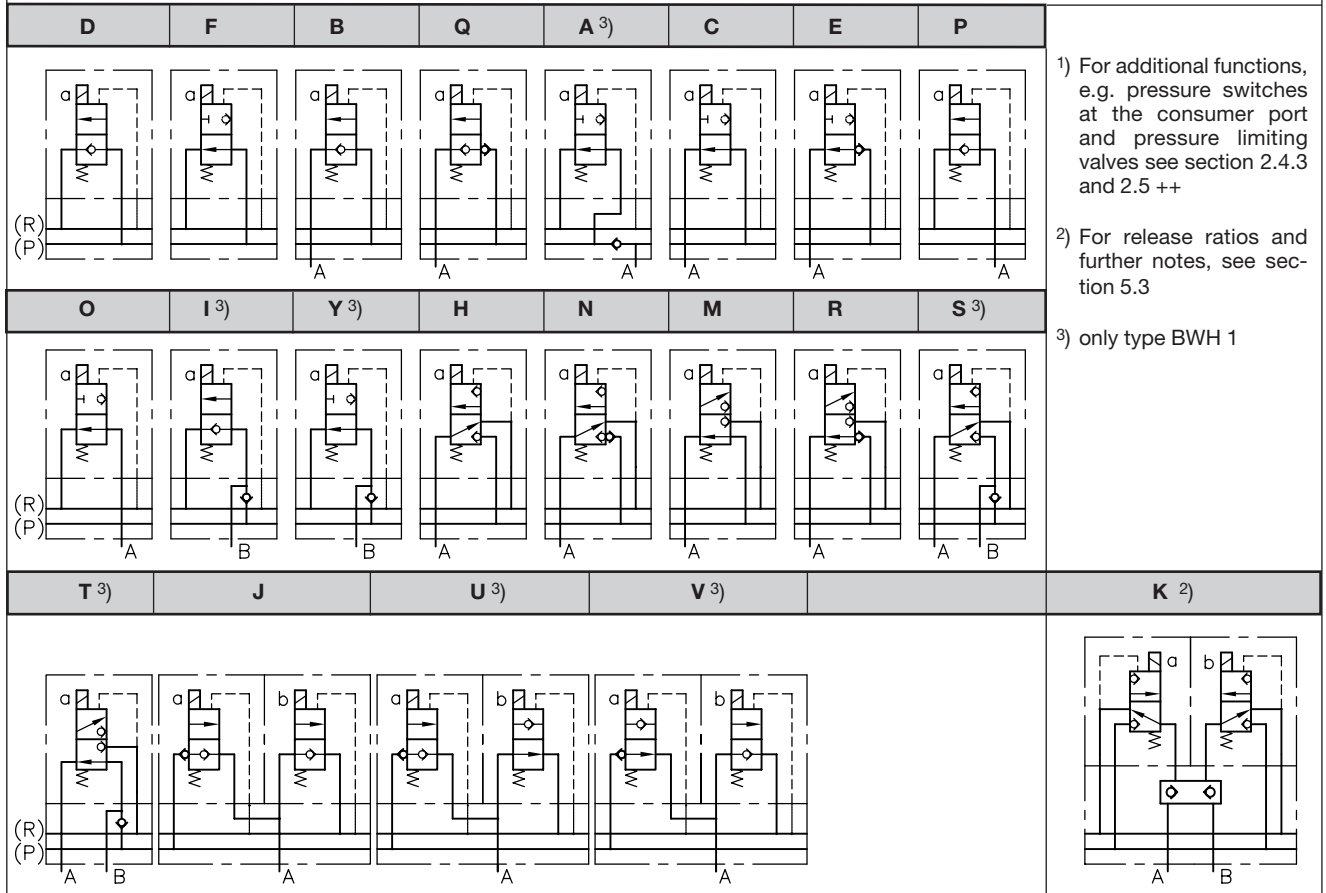 D F B Q A 3) C E P
a a a a a a a a
(R)
(P)
A A A A A A A
O I 3) Y 3) H N M R S 3)
a a a a a a a a
(R)
(P)
A B B A A A A A B
T 3) J U 3) V 3)
a a b a b a b
(R)
(P)
A B A A A
1) For additional functions,
e.g. pressure switches
at the consumer port
and pressure limiting
valves see section 2.4.3
and 2.5 ++
2) For release ratios and
further notes, see sec-
tion 5.3
3) only type BWH 1
K 2)
a b
A B